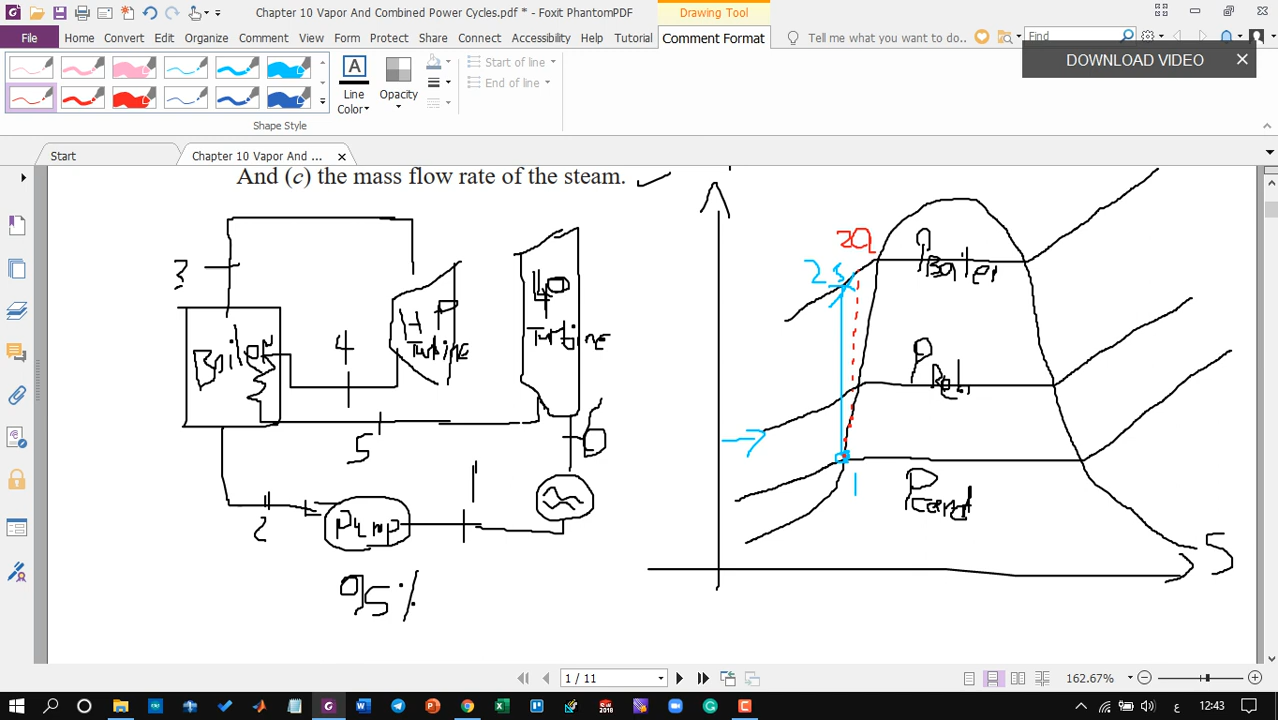 Chapter 10 Vapor And Combined Power Cycles.pdf * - Foxit PhantomPDF
Drawing Tool
File
Home
Convert
Edit
Organize
Comment
View
Form
Protect
Share
Connect
Accessibility
Help
Tutorial
Comment Format
Tell me what you want to do..
Find
DOWNLOAD VIDEO
Line
Color
Opacity
Start of line
End of line
Shape Style
Start
Chapter 10 Vapor And ...
And (c) the mass flow rate of the steam.
3
Boiler
4
H P
Turbine
Turbine
5
6
1
2
Pump
95%
2a
2s
P Boiler
P Reh.
1
P Cond
S
1 / 11
162.67%
12:43